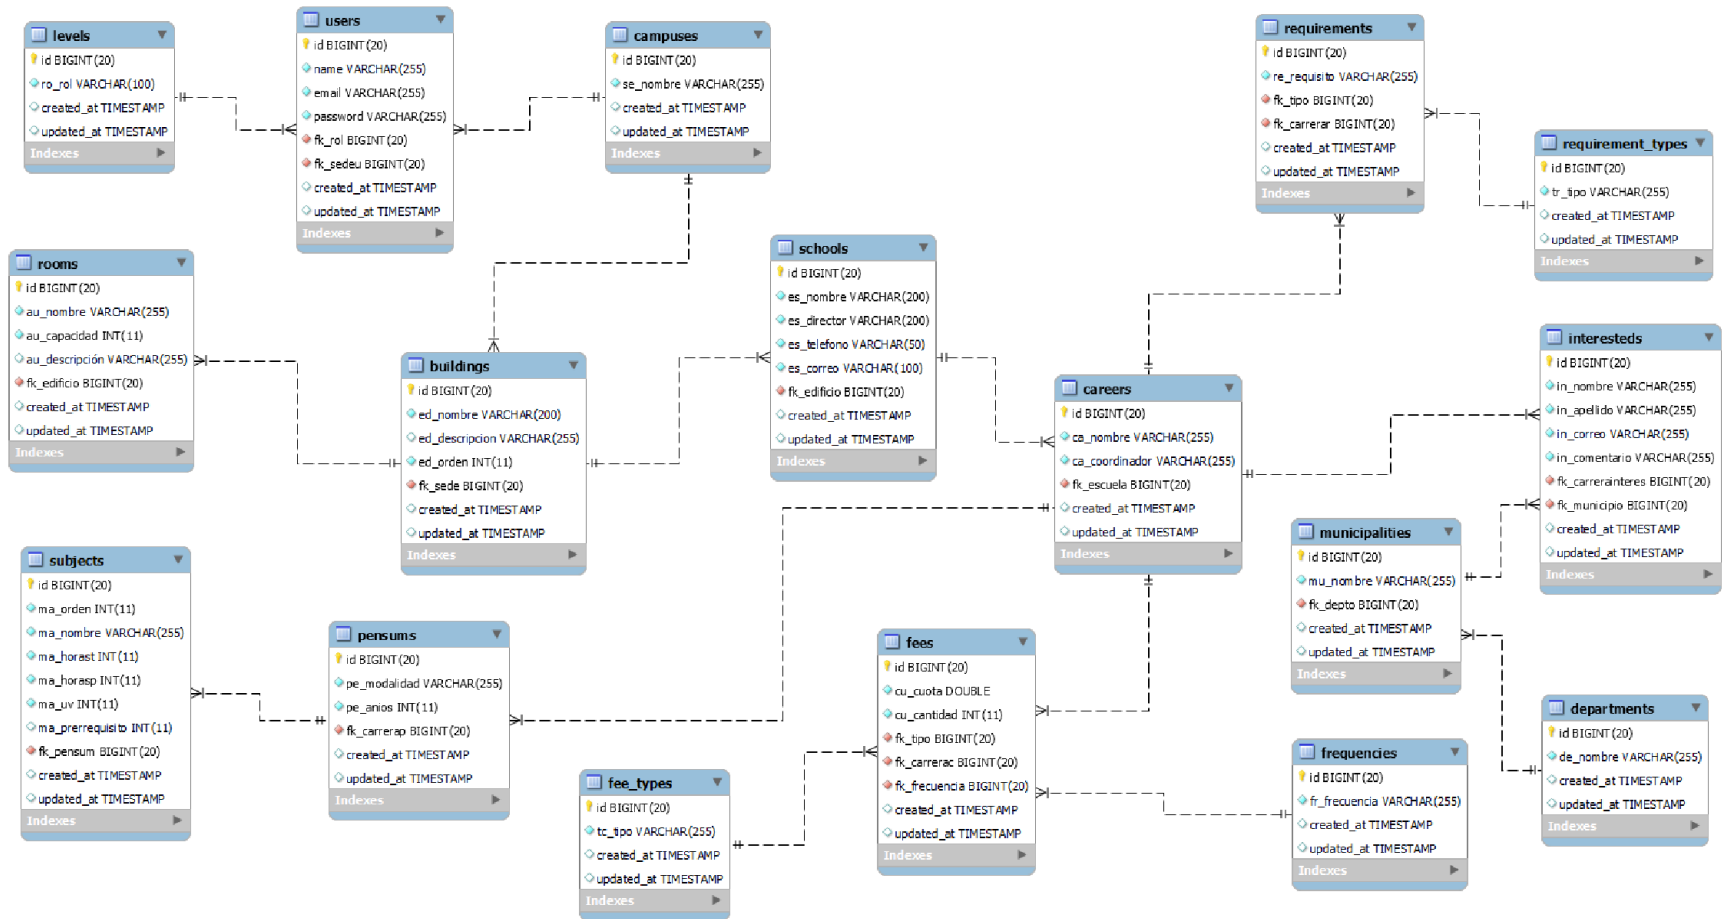 levels
id BIGINT(20)
ro_rol VARCHAR(100)
created_at TIMESTAMP
updated_at TIMESTAMP
Indexes
users
id BIGINT(20)
name VARCHAR(255)
email VARCHAR(255)
password VARCHAR(255)
fk_rol BIGINT(20)
fk_sedeu BIGINT(20)
created_at TIMESTAMP
updated_at TIMESTAMP
Indexes
campuses
id BIGINT(20)
se_nombre VARCHAR(255)
created_at TIMESTAMP
updated_at TIMESTAMP
Indexes
requirements
id BIGINT(20)
re_requisito VARCHAR(255)
fk_tipo BIGINT(20)
fk_carrerar BIGINT(20)
created_at TIMESTAMP
updated_at TIMESTAMP
Indexes
requirement_types
id BIGINT(20)
tr_tipo VARCHAR(255)
created_at TIMESTAMP
updated_at TIMESTAMP
Indexes
rooms
id BIGINT(20)
au_nombre VARCHAR(255)
au_capacidad INT(11)
au_descripción VARCHAR(255)
fk_edificio BIGINT(20)
created_at TIMESTAMP
updated_at TIMESTAMP
Indexes
buildings
id BIGINT(20)
ed_nombre VARCHAR(200)
ed_descripcion VARCHAR(255)
ed_orden INT(11)
fk_sede BIGINT(20)
created_at TIMESTAMP
updated_at TIMESTAMP
Indexes
schools
id BIGINT(20)
es_nombre VARCHAR(200)
es_director VARCHAR(200)
es_telefono VARCHAR(50)
es_correo VARCHAR(100)
fk_edificio BIGINT(20)
created_at TIMESTAMP
updated_at TIMESTAMP
Indexes
careers
id BIGINT(20)
ca_nombre VARCHAR(255)
ca_coordinador VARCHAR(255)
fk_escuela BIGINT(20)
created_at TIMESTAMP
updated_at TIMESTAMP
Indexes
interesteds
id BIGINT(20)
in_nombre VARCHAR(255)
in_apellido VARCHAR(255)
in_correo VARCHAR(255)
in_comentario VARCHAR(255)
fk_carrerainteres BIGINT(20)
fk_municipio BIGINT(20)
created_at TIMESTAMP
updated_at TIMESTAMP
Indexes
municipalities
id BIGINT(20)
mu_nombre VARCHAR(255)
fk_depto BIGINT(20)
created_at TIMESTAMP
updated_at TIMESTAMP
Indexes
subjects
id BIGINT(20)
ma_orden INT(11)
ma_nombre VARCHAR(255)
ma_horast INT(11)
ma_horasp INT(11)
ma_uv INT(11)
ma_prerrequisito INT(11)
fk_pensum BIGINT(20)
created_at TIMESTAMP
updated_at TIMESTAMP
Indexes
pensums
id BIGINT(20)
pe_modalidad VARCHAR(255)
pe_anios INT(11)
fk_carrerap BIGINT(20)
created_at TIMESTAMP
updated_at TIMESTAMP
Indexes
fee_types
id BIGINT(20)
tc_tipo VARCHAR(255)
created_at TIMESTAMP
updated_at TIMESTAMP
Indexes
fees
id BIGINT(20)
cu_cuota DOUBLE
cu_cantidad INT(11)
fk_tipo BIGINT(20)
fk_carrerac BIGINT(20)
fk_frecuencia BIGINT(20)
created_at TIMESTAMP
updated_at TIMESTAMP
Indexes
frequencies
id BIGINT(20)
fr_frecuencia VARCHAR(255)
created_at TIMESTAMP
updated_at TIMESTAMP
Indexes
departments
id BIGINT(20)
de_nombre VARCHAR(255)
created_at TIMESTAMP
updated_at TIMESTAMP
Indexes